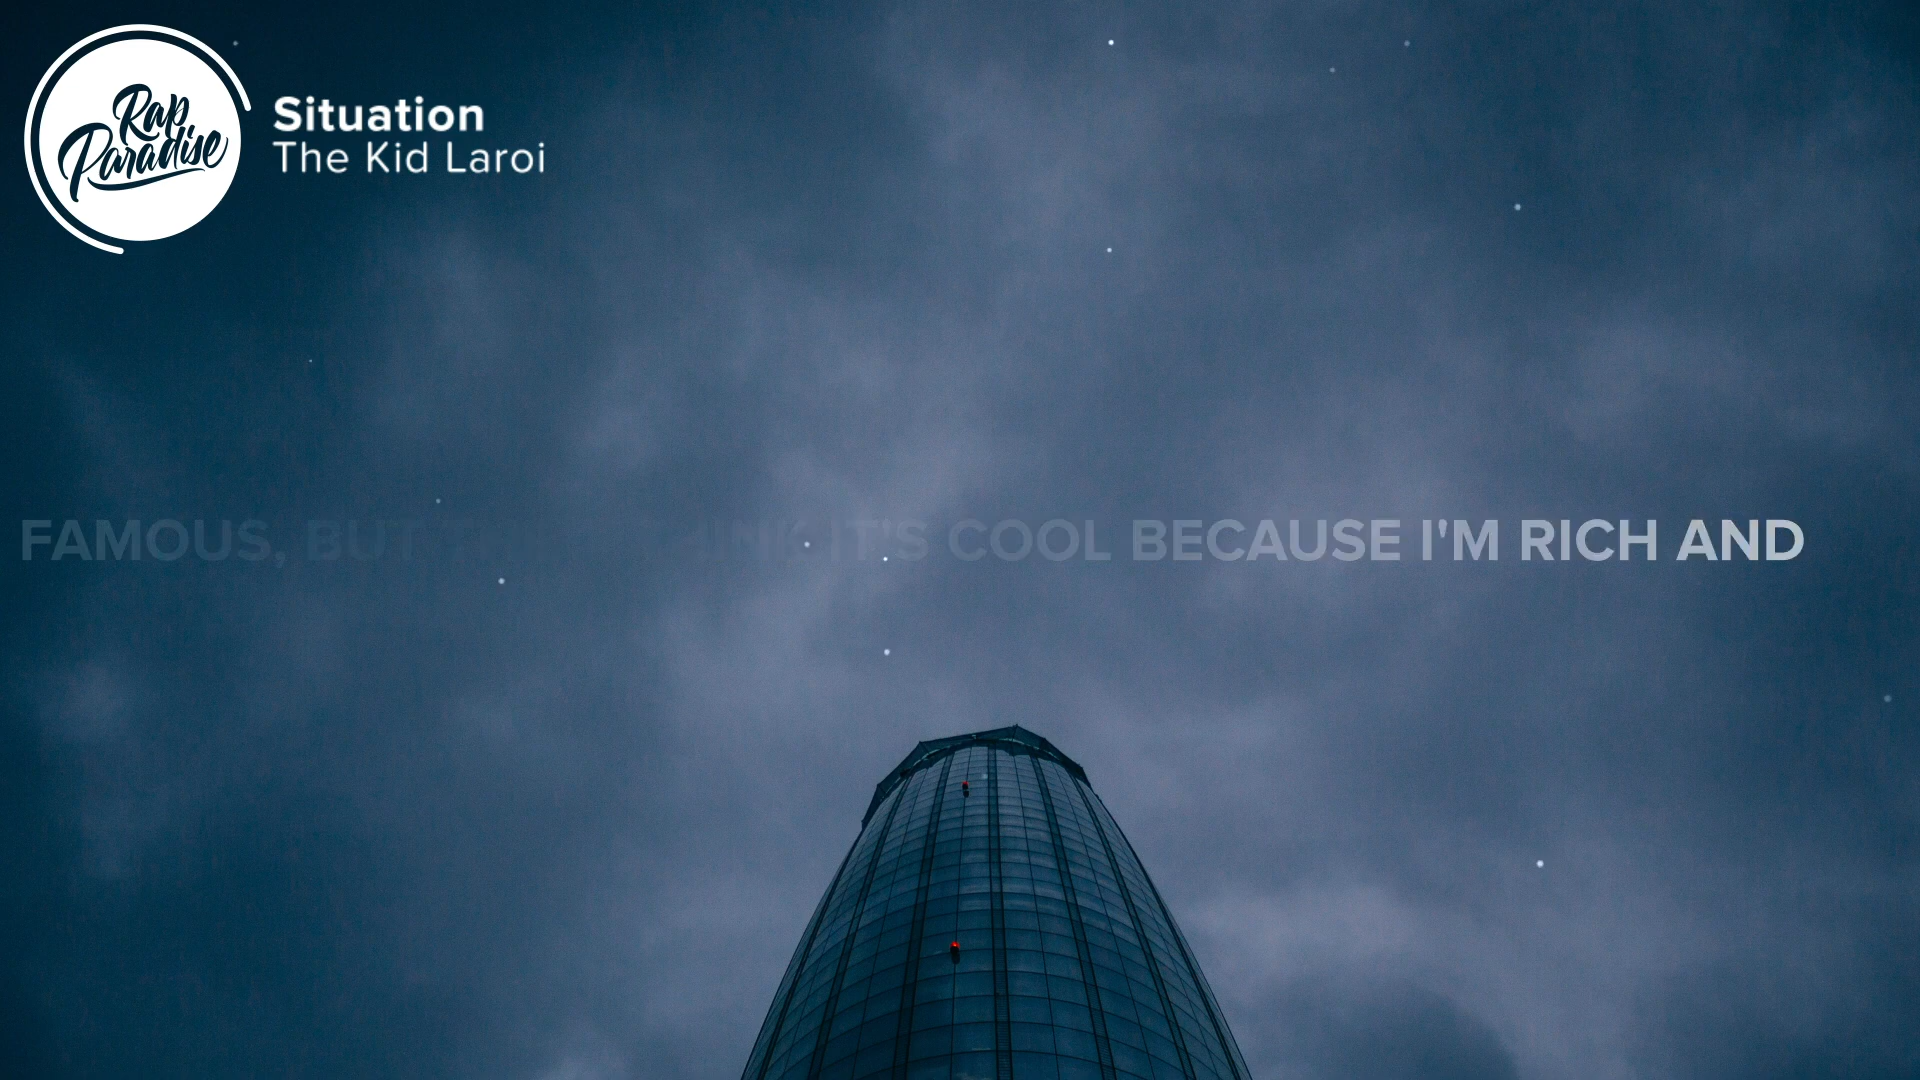 Rap
Paradise
Situation
The Kid Laroi
FAMOUS, BUT IT'S COOL BECAUSE I'M RICH AND